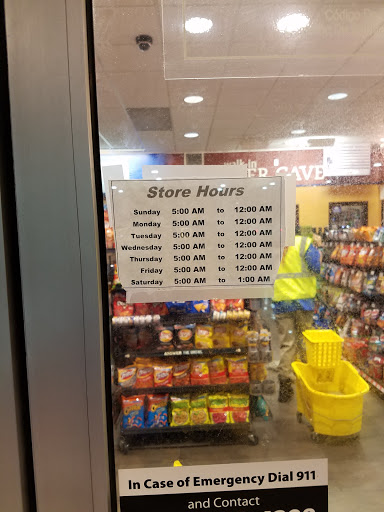 walk-in
CAVE
Store Hours
Sunday 5:00 AM to 12:00 AM
Monday 5:00 AM to 12:00 AM
Tuesday 5:00 AM to 12:00 AM
Wednesday 5:00 AM to 12:00 AM
Thursday 5:00 AM to 12:00 AM
Friday 5:00 AM to 12:00 AM
Saturday 5:00 AM to 1:00 AM
In Case of Emergency Dial 911
and Contact